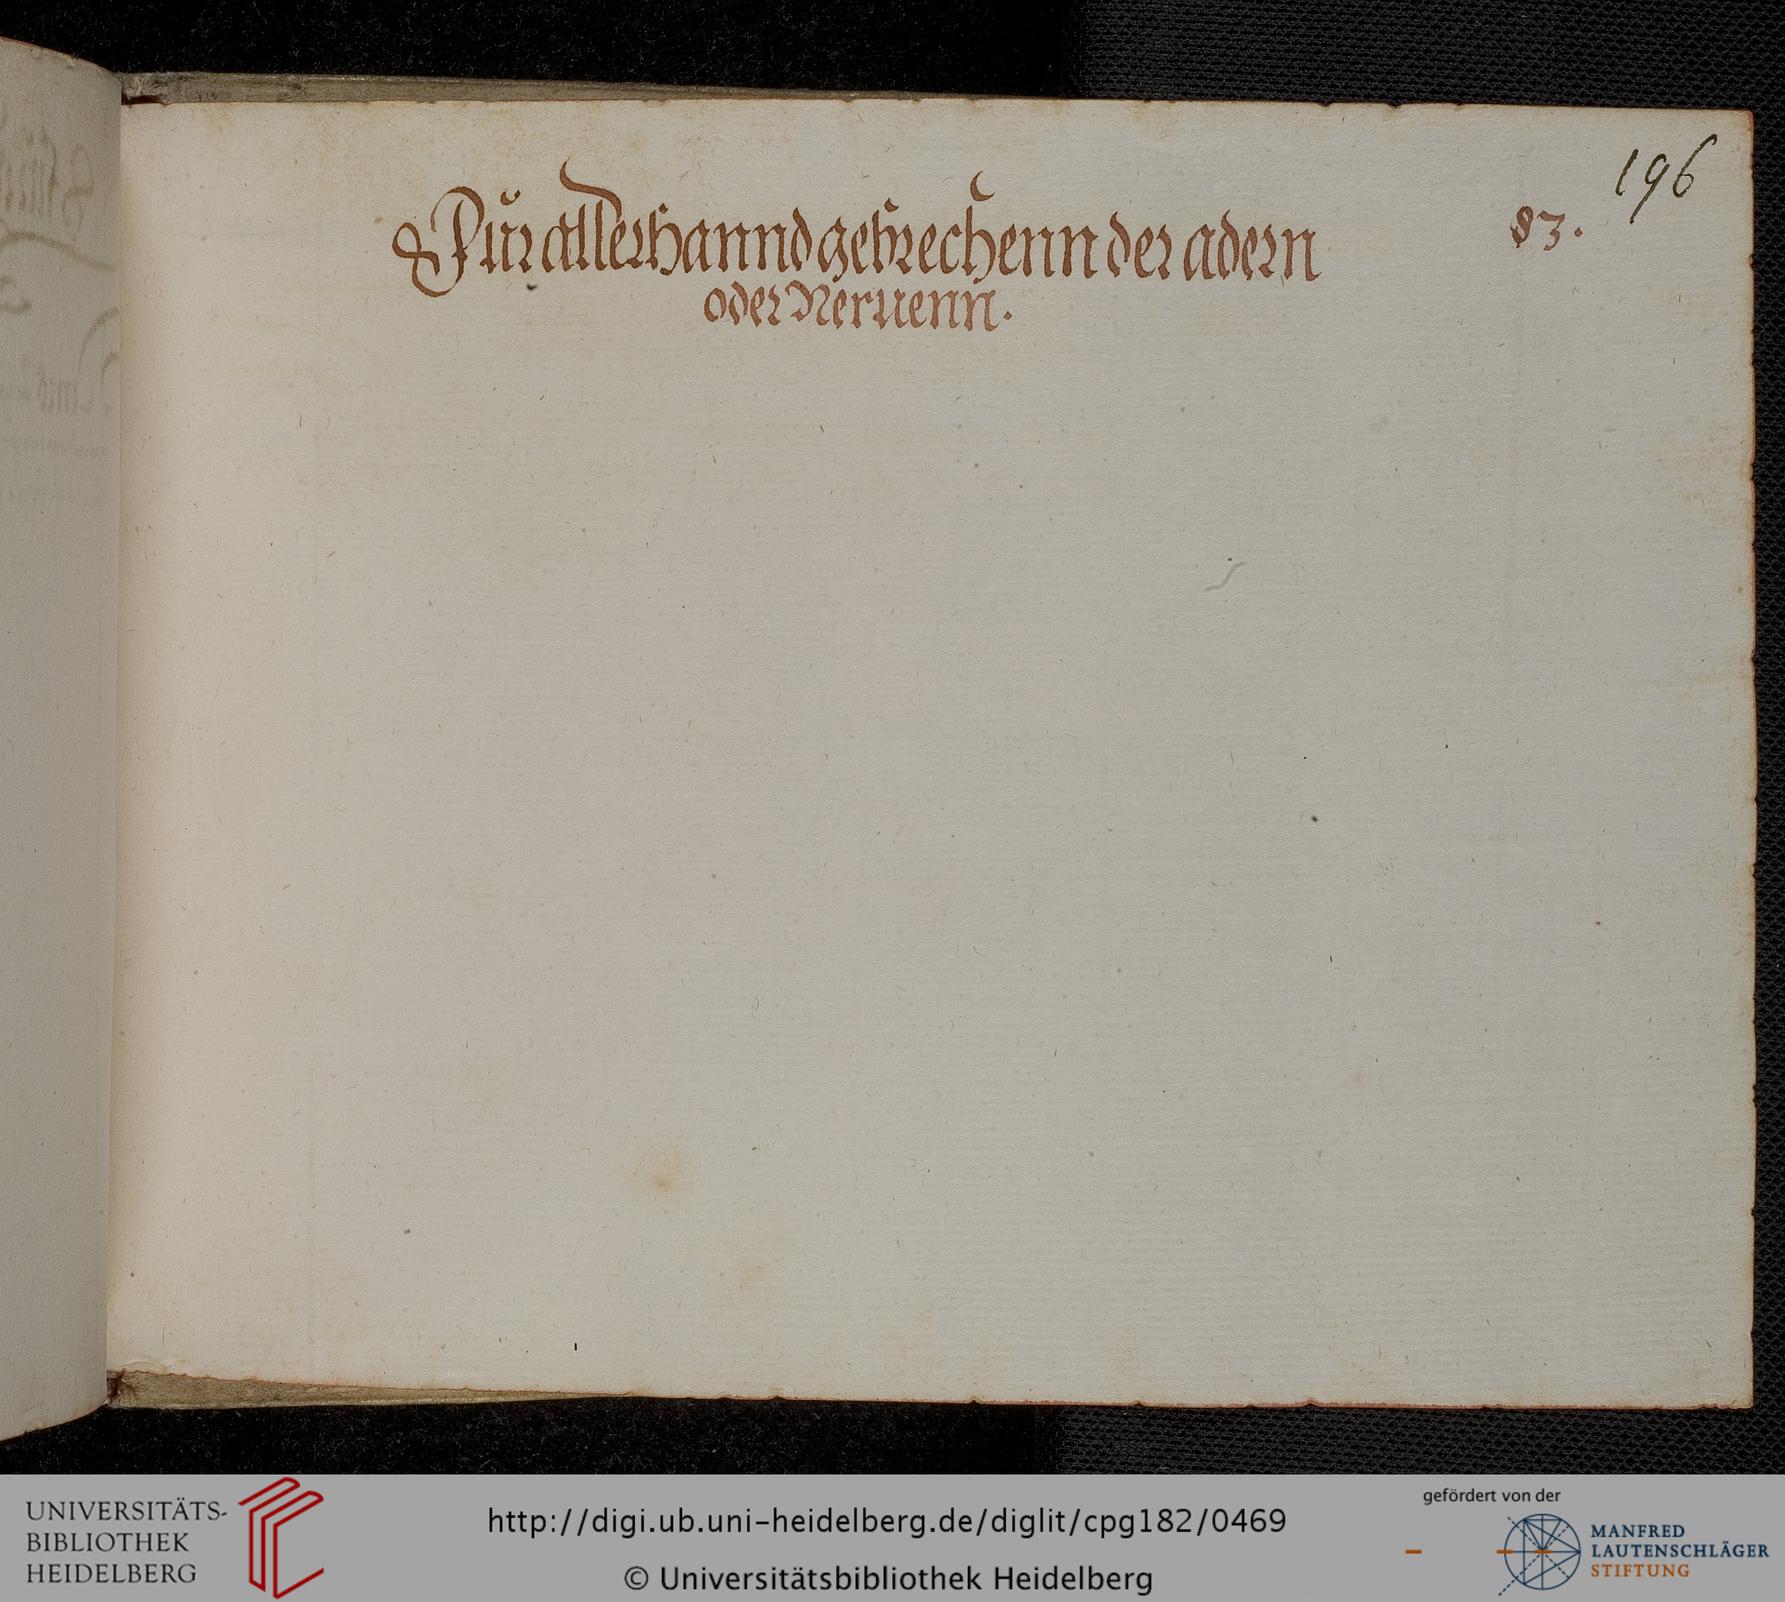 196
83.
Für allerhannd gebrechenn der adern
oder Neruenn.
UNIVERSITÄTS-
BIBLIOTHEK
HEIDELBERG
http://digi.ub.uni-heidelberg.de/diglit/cpg182/0469
© Universitätsbibliothek Heidelberg
gefördert von der
MANFRED
LAUTENSCHLÄGER
STIFTUNG